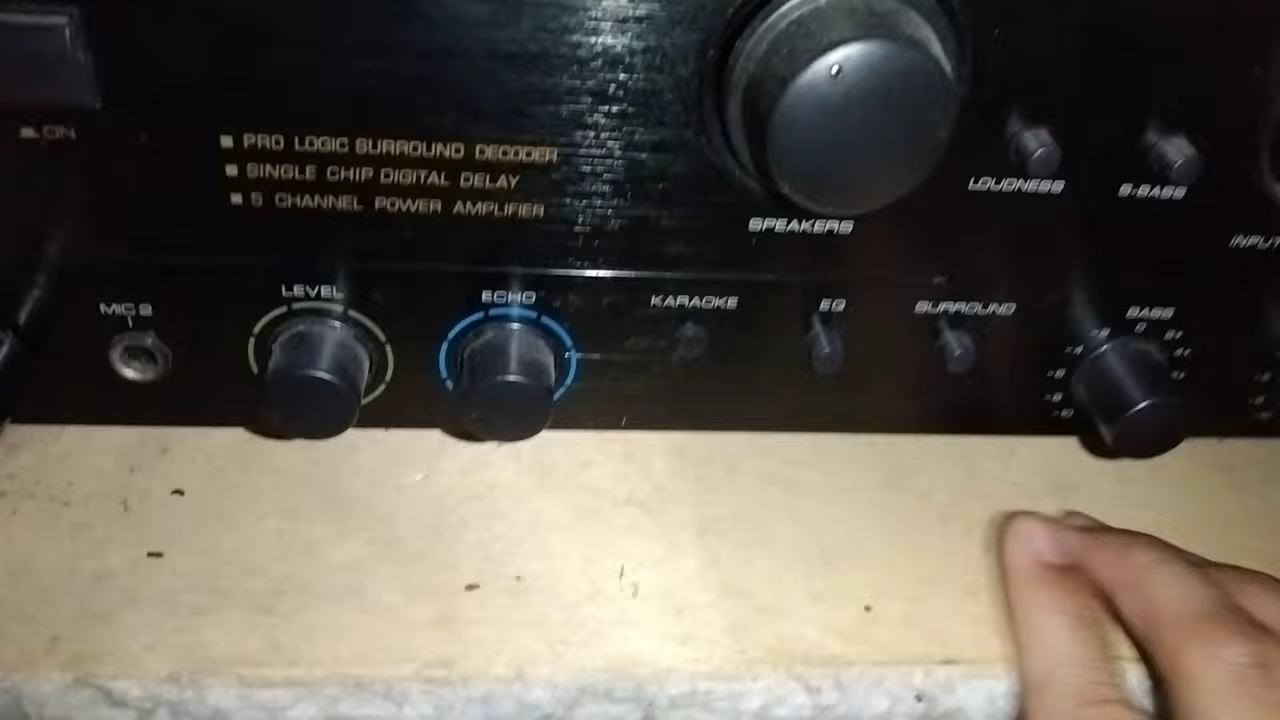 ON
PRO LOGIC SURROUND DECODER
SINGLE CHIP DIGITAL DELAY
5 CHANNEL POWER AMPLIFIER
SPEAKERS
LOUDNESS
S-BASS
INPUT
MIC 2
LEVEL
ECHO
KARAOKE
EQ
SURROUND
BASS
0